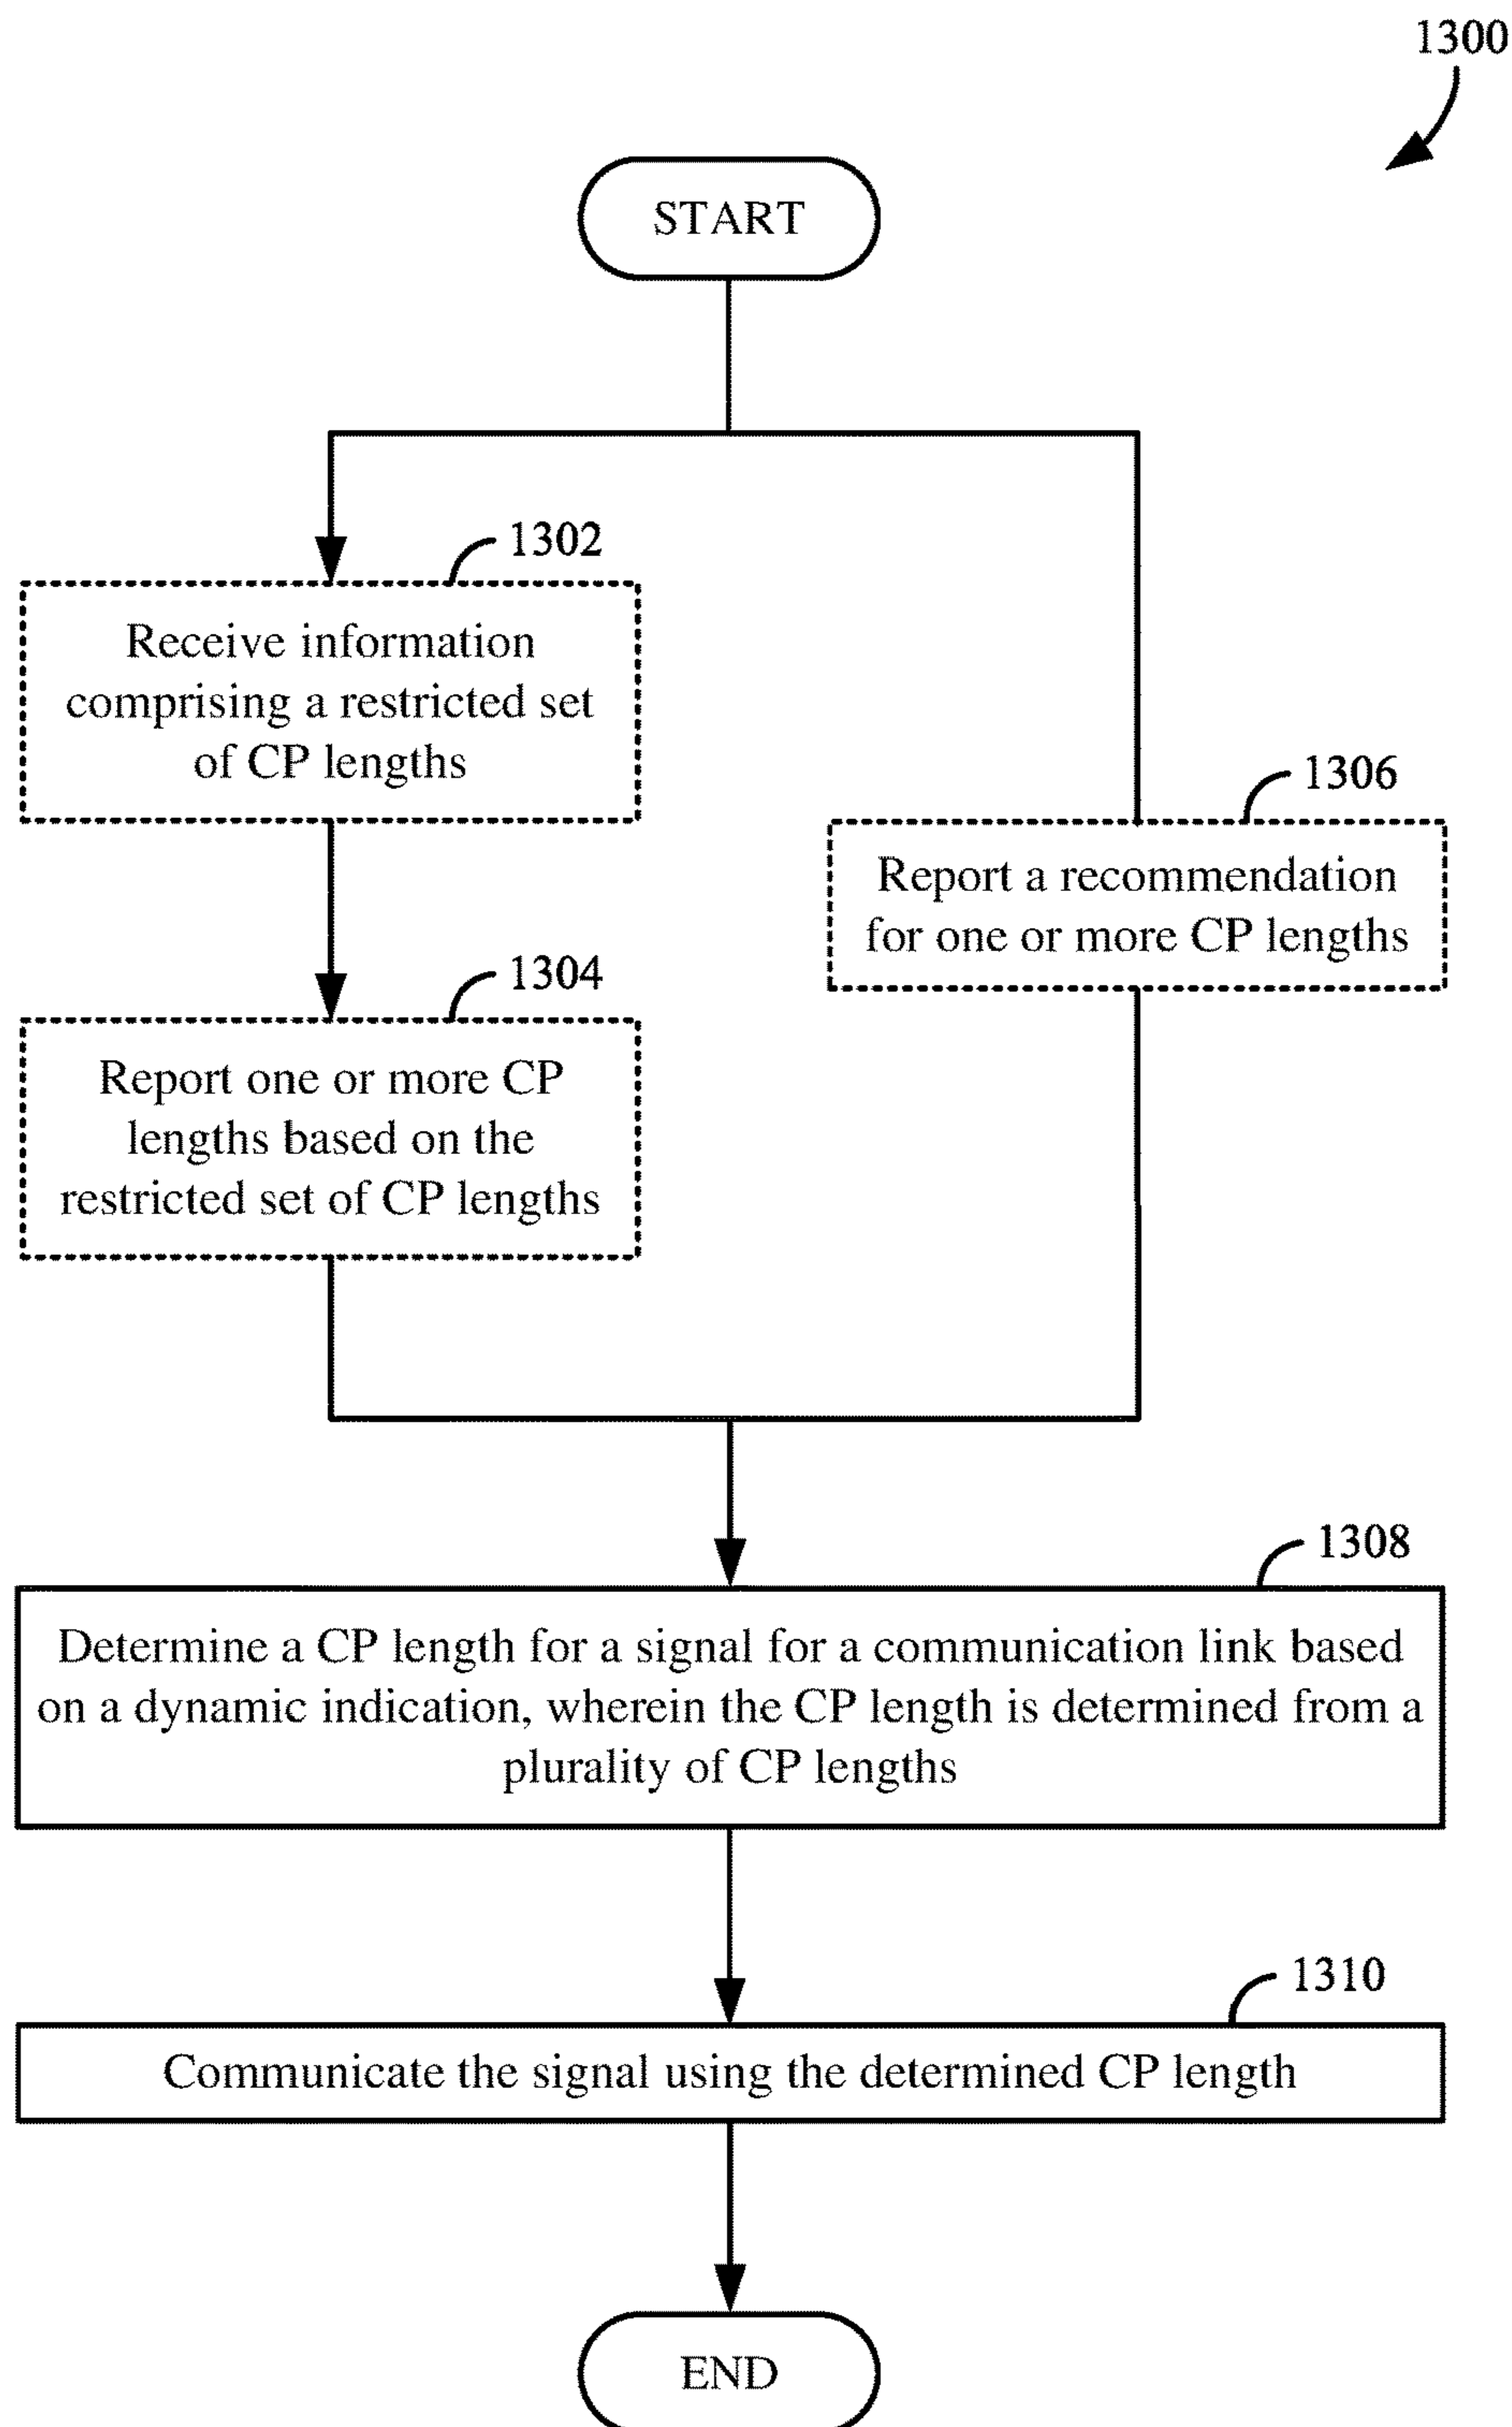 1300
START
1302
Receive information
comprising a restricted set
of CP lengths
1306
Report a recommendation
for one or more CP lengths
1304
Report one or more CP
lengths based on the
restricted set of CP lengths
1308
Determine a CP length for a signal for a communication link based
on a dynamic indication, wherein the CP length is determined from a
plurality of CP lengths
1310
Communicate the signal using the determined CP length
END